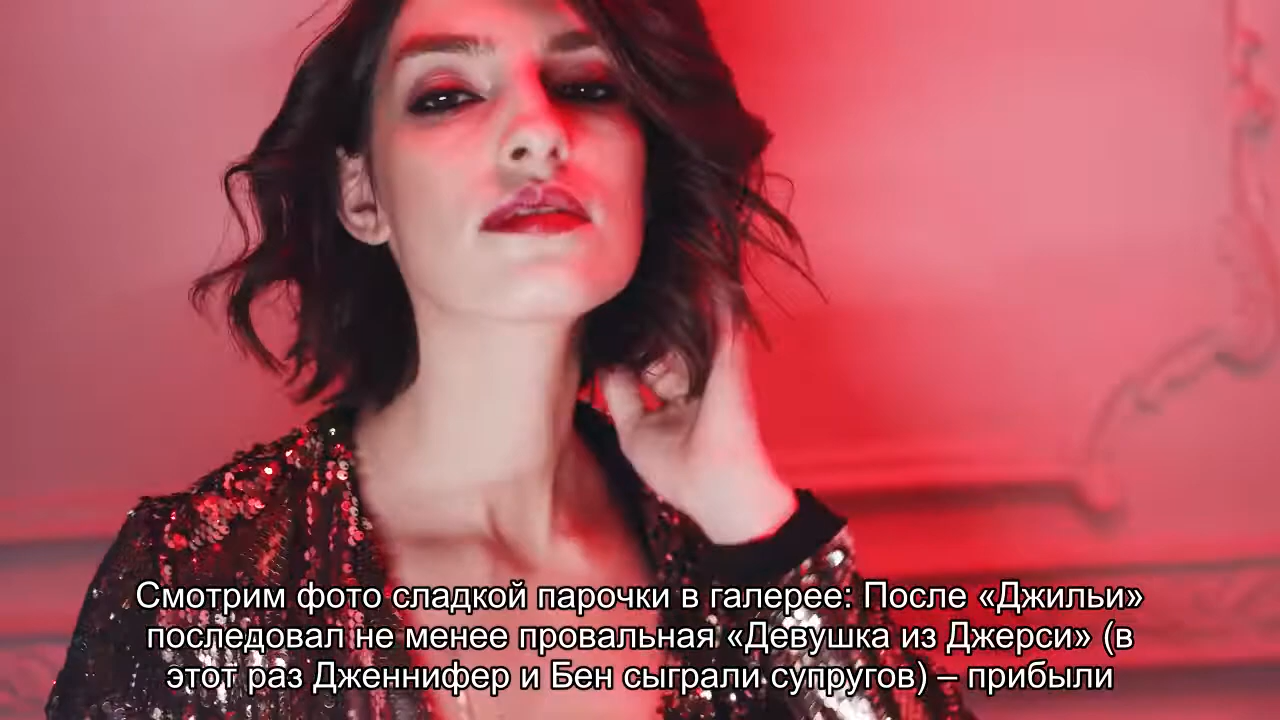 Смотрим фото сладкой парочки в галерее: После «Джильи»
последовал не менее провальная «Девушка из Джерси» (в
этот раз Дженнифер и Бен сыграли супругов) – прибыли